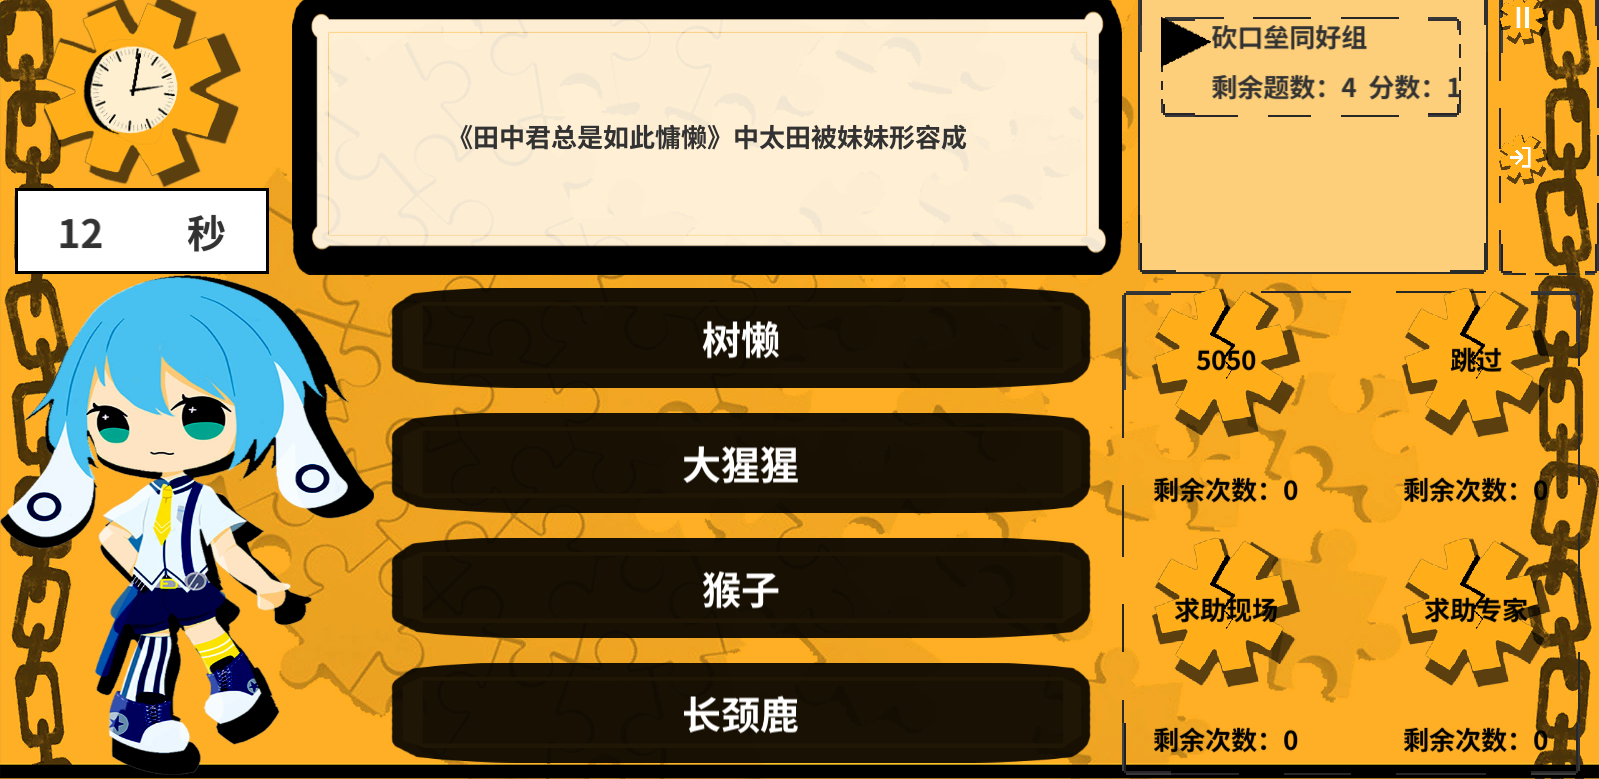 《田中君总是如此慵懒》中太田被妹妹形容成
砍口垒同好组
剩余题数：4 分数：1
12 秒
树懒
大猩猩
猴子
长颈鹿
5050
跳过
剩余次数：0
剩余次数：0
求助现场
求助专家
剩余次数：0
剩余次数：0